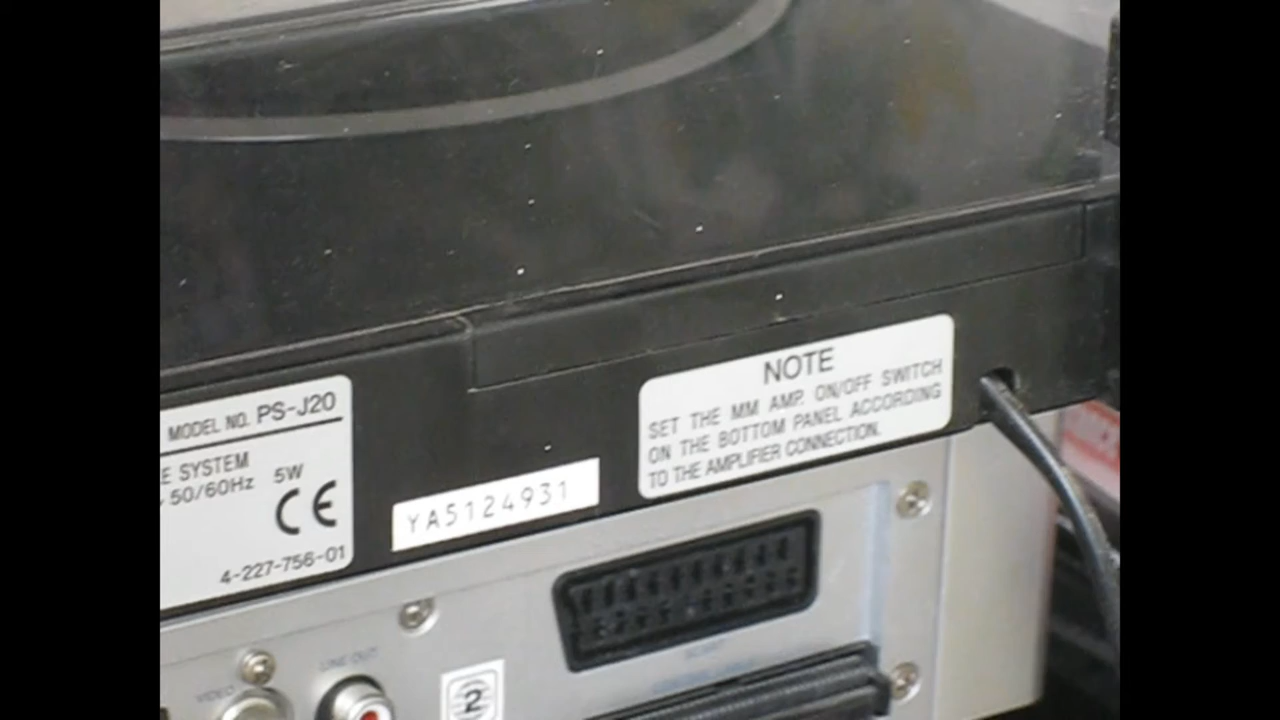 MODEL NO. PS-J20
E SYSTEM
50/60Hz 5W
CE
4-227-756-01
YA5124931
NOTE
SET THE MM AMP. ON/OFF SWITCH
ON THE BOTTOM PANEL ACCORDING
TO THE AMPLIFIER CONNECTION.
VIDEO
LINE OUT
2